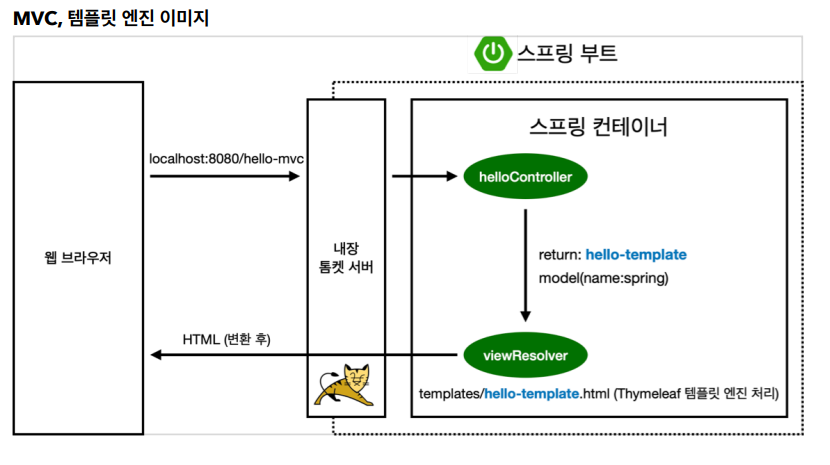 MVC, 템플릿 엔진 이미지
스프링 부트
스프링 컨테이너
localhost:8080/hello-mvc
helloController
웹 브라우저
내장
톰켓 서버
return: hello-template
model(name:spring)
HTML (변환 후)
viewResolver
templates/hello-template.html (Thymeleaf 템플릿 엔진 처리)